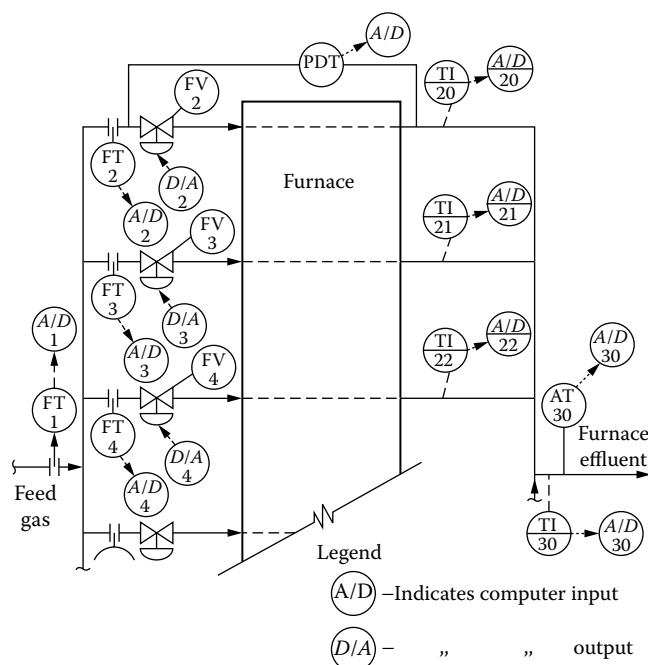 A/D
PDT
FV
2
TI
20
A/D
20
FT
2
D/A
2
A/D
2
Furnace
FV
3
TI
21
A/D
21
FT
3
D/A
3
A/D
3
A/D
1
FV
4
TI
22
A/D
22
FT
1
FT
4
D/A
4
A/D
4
A/D
30
AT
30
Feed
gas
Furnace
effluent
TI
30
A/D
30
Legend
A/D –Indicates computer input
D/A – „ „ output